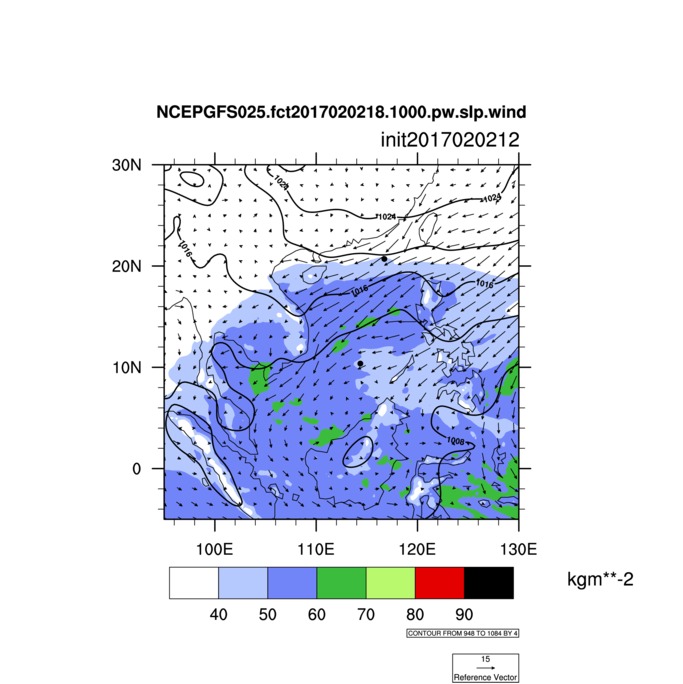 NCEPGFS025.fct2017020218.1000.pw.slp.wind
init2017020212
30N
1024
1024
1024
1016
20N
1016
1016
10N
1008
0
100E 110E 120E 130E
kgm**-2
40 50 60 70 80 90
CONTOUR FROM 948 TO 1084 BY 4
15
Reference Vector